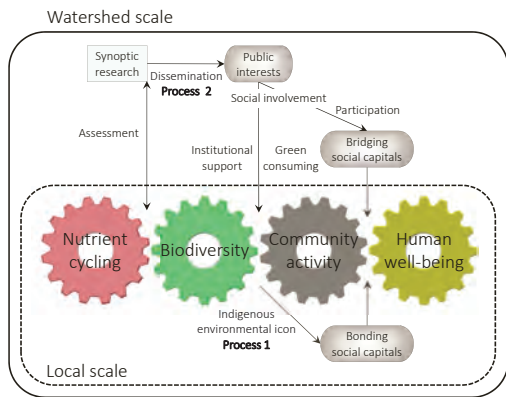 Watershed scale
Synoptic
research
Dissemination
Process 2
Public
interests
Social involvement
Participation
Assessment
Institutional
support
Green
consuming
Bridging
social capitals
Nutrient
cycling
Biodiversity
Community
activity
Human
well-being
Indigenous
environmental icon
Process 1
Bonding
social capitals
Local scale